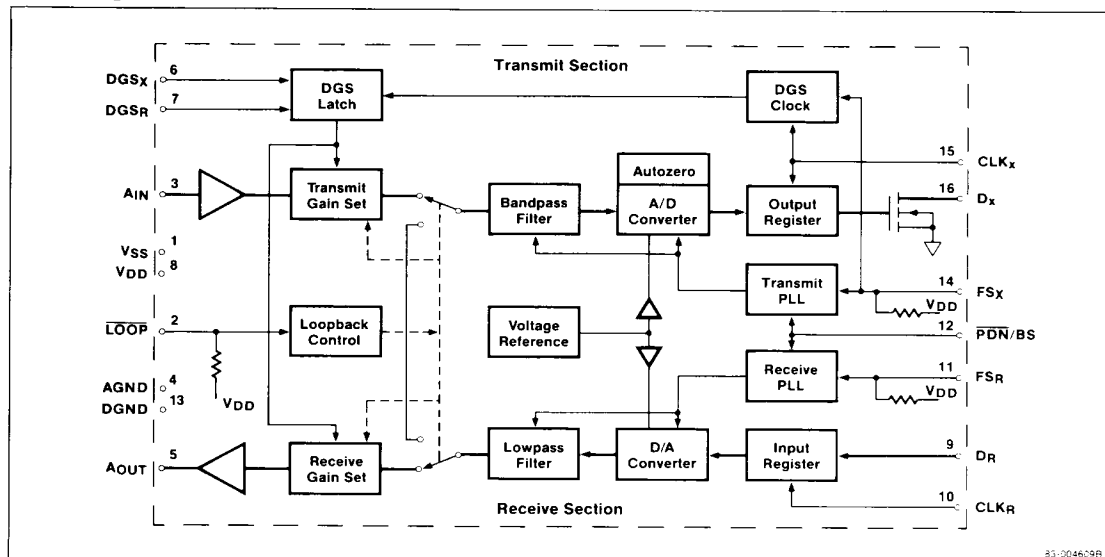 Transmit Section
DGSX 6
DGSR 7
DGS Latch
DGS Clock
15 CLKX
AIN 3
Transmit Gain Set
Bandpass Filter
Autozero
A/D Converter
Output Register
16 DX
VSS 1
VDD 8
Transmit PLL
14 FSX
VDD
LOOP 2
Loopback Control
Voltage Reference
12 PDN/BS
Receive PLL
11 FSR
VDD
VDD
AGND 4
DGND 13
AOUT 5
Receive Gain Set
Lowpass Filter
D/A Converter
Input Register
9 DR
10 CLKR
Receive Section
83-004609B